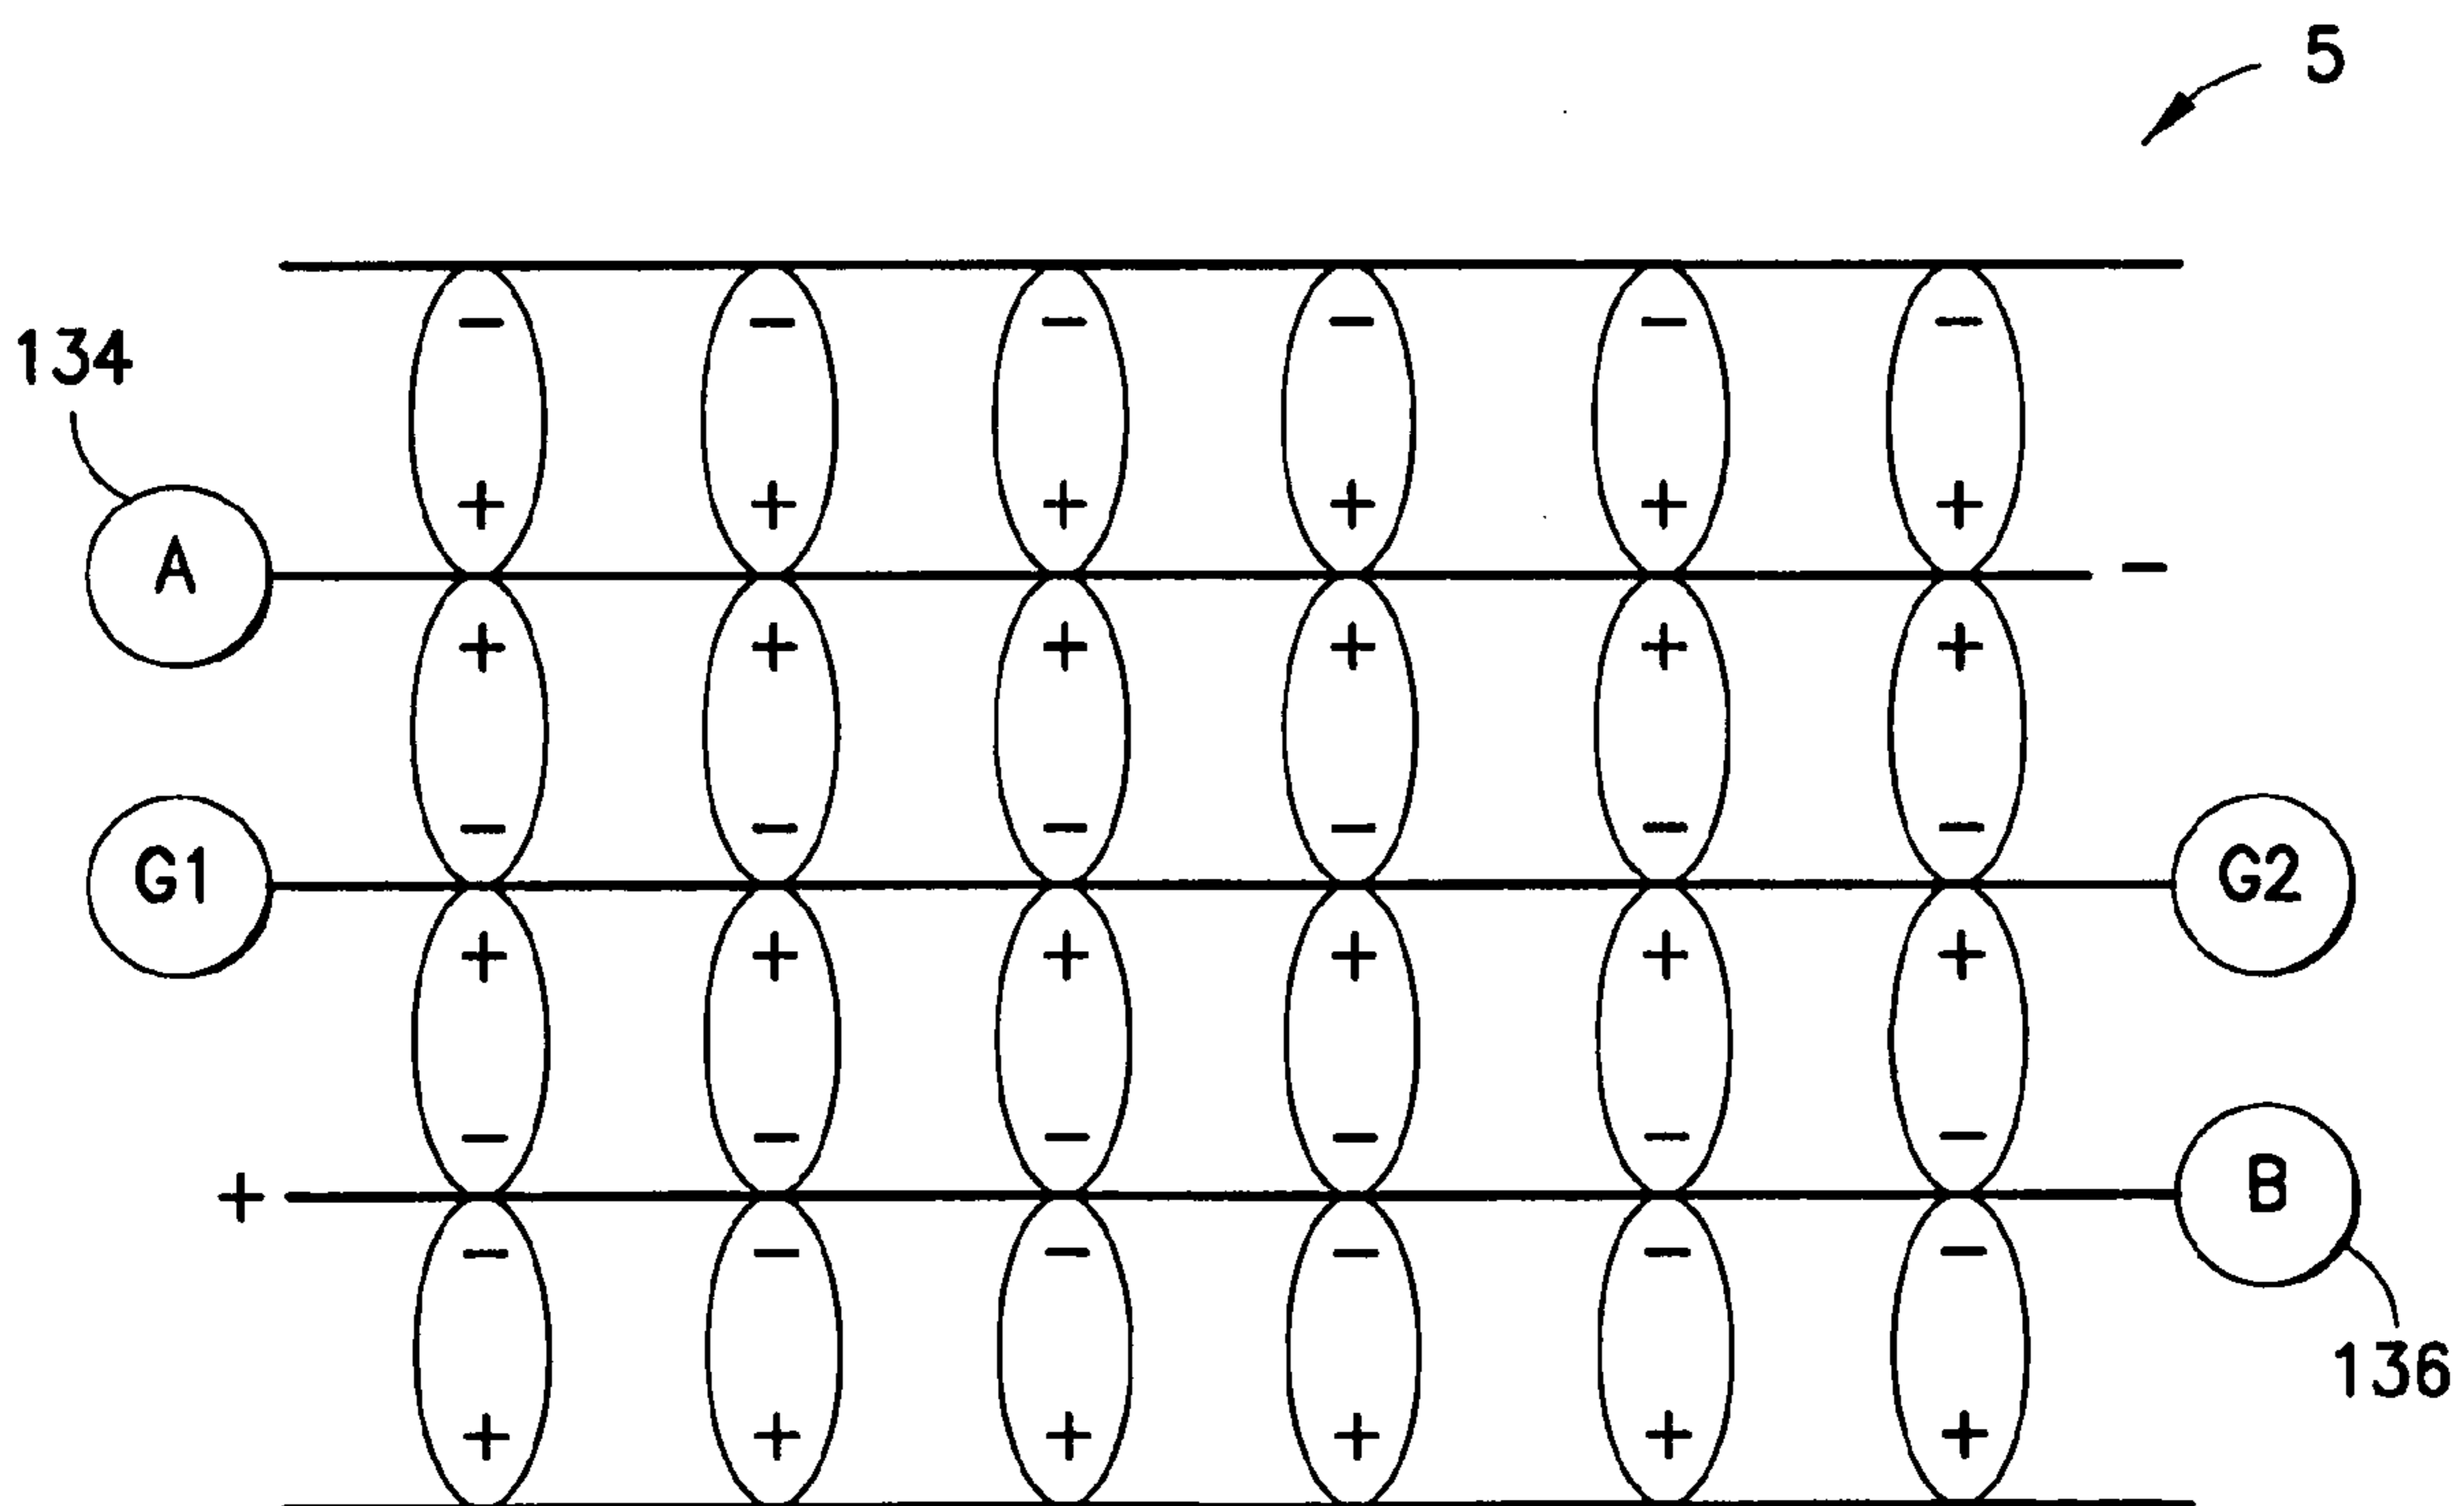 5
− − − − − −
134
+ + + + + +
A −
+ + + + + +
− − − − − −
G1 G2
+ + + + + +
− − − − − −
+ B
− − − − − −
136
+ + + + + +